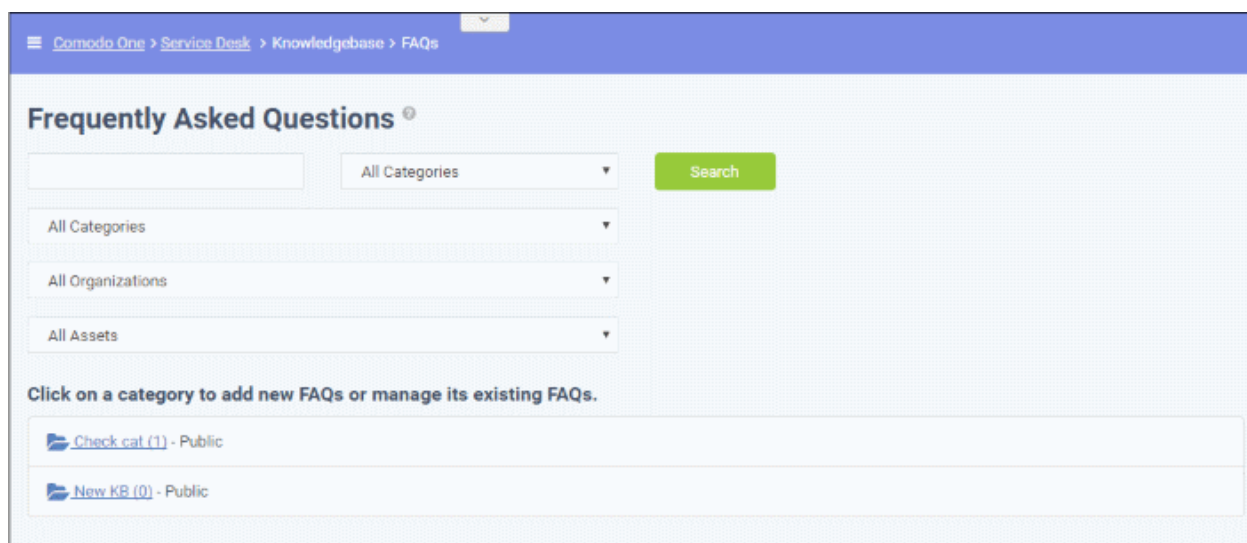 Comodo One > Service Desk > Knowledgebase > FAQs
Frequently Asked Questions
All Categories
Search
All Categories
All Organizations
All Assets
Click on a category to add new FAQs or manage its existing FAQs.
Check cat (1) - Public
New KB (0) - Public